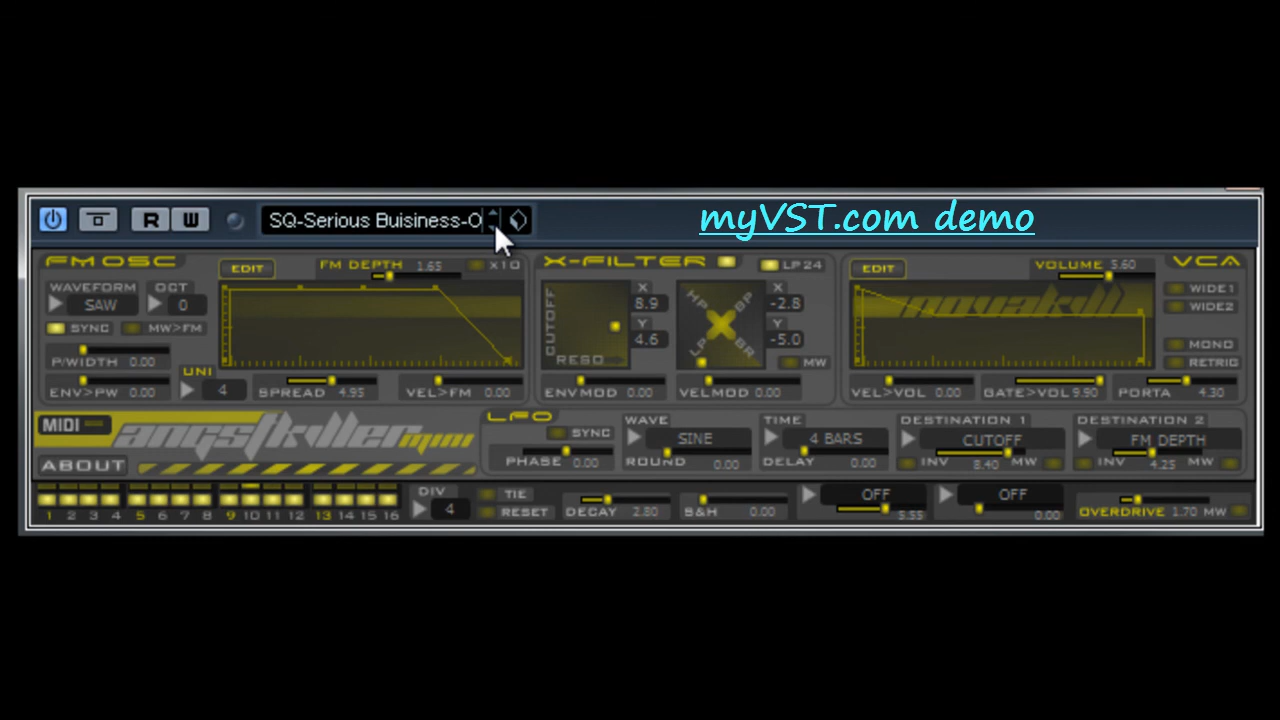 R W SQ-Serious Buisiness-O myVST.com demo
FM OSC EDIT FM DEPTH 1.65 X10 X-FILTER LP24 EDIT VOLUME 5.60 VCA
WAVEFORM OCT X X WIDE1
SAW 0 8.9 -2.8 WIDE2
SYNC MW>FM CUTOFF HP BP LP BR novakill
Y Y
4.6 -5.0 MONO
P/WIDTH 0.00 RESO MW RETRIG
UNI
ENV>PW 0.00 4 SPREAD 4.95 VEL>FM 0.00 ENVMOD 0.00 VELMOD 0.00 VEL>VOL 0.00 GATE>VOL 9.90 PORTA 4.30
MIDI angstkiller mini LFO WAVE TIME DESTINATION 1 DESTINATION 2
SYNC SINE 4 BARS CUTOFF FM DEPTH
ABOUT PHASE 0.00 ROUND 0.00 DELAY 0.00 INV 8.40 MW INV 4.25 MW
DIV TIE OFF OFF
4 RESET DECAY 2.80 S&H 0.00 5.55 0.00 OVERDRIVE 1.70 MW
1 2 3 4 5 6 7 8 9 10 11 12 13 14 15 16